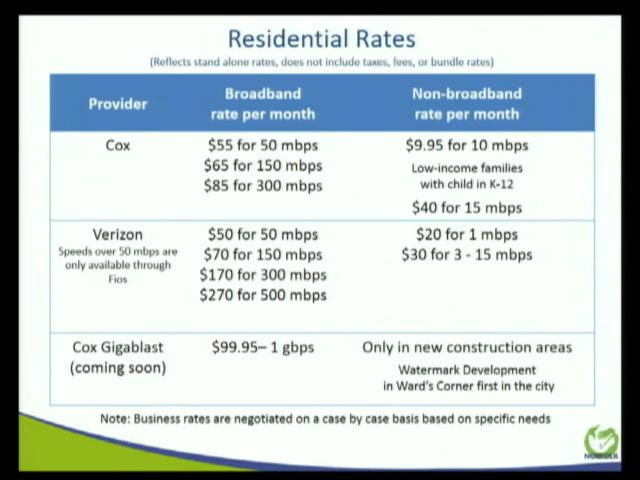 Residential Rates
(Reflects stand alone rates, does not include taxes, fees, or bundle rates)
Provider
Broadband
rate per month
Non-broadband
rate per month
Cox
$55 for 50 mbps
$65 for 150 mbps
$85 for 300 mbps
$9.95 for 10 mbps
Low-income families
with child in K-12
$40 for 15 mbps
Verizon
Speeds over 50 mbps are
only available through
Fios
$50 for 50 mbps
$70 for 150 mbps
$170 for 300 mbps
$270 for 500 mbps
$20 for 1 mbps
$30 for 3 - 15 mbps
Cox Gigablast
(coming soon)
$99.95– 1 gbps
Only in new construction areas
Watermark Development
in Ward's Corner first in the city
Note: Business rates are negotiated on a case by case basis based on specific needs
NORFOLK